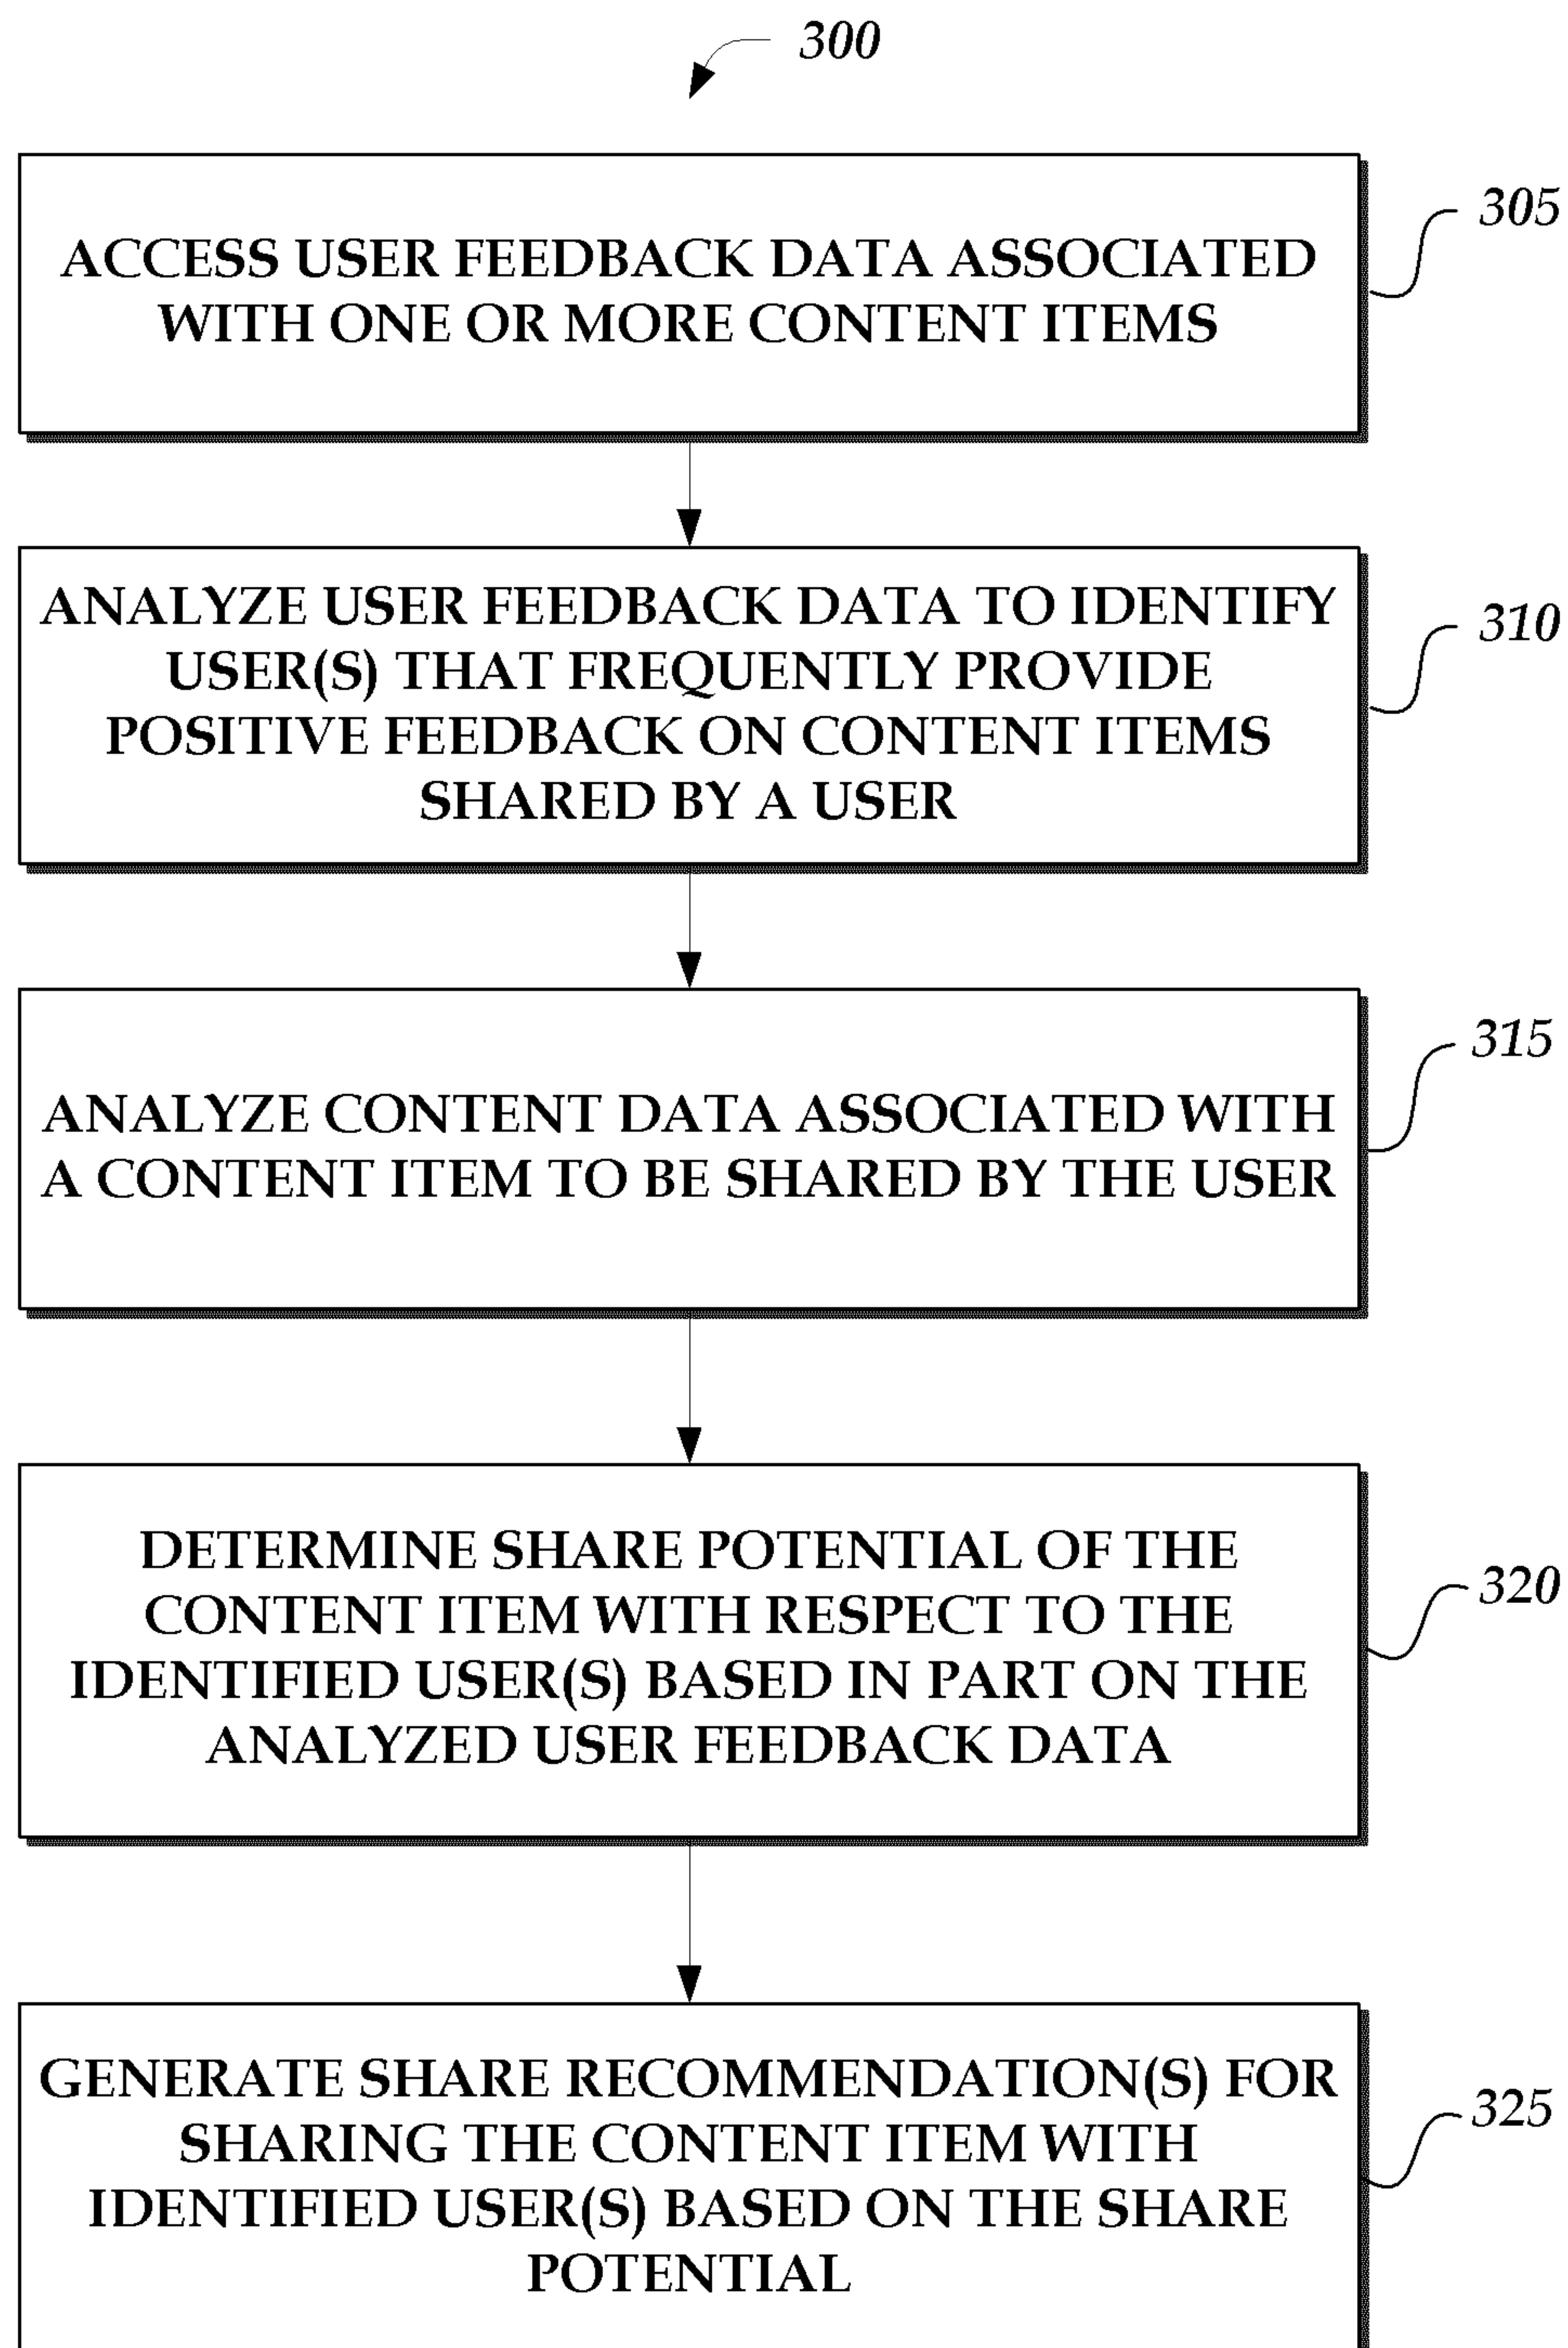 300
ACCESS USER FEEDBACK DATA ASSOCIATED
WITH ONE OR MORE CONTENT ITEMS
305
ANALYZE USER FEEDBACK DATA TO IDENTIFY
USER(S) THAT FREQUENTLY PROVIDE
POSITIVE FEEDBACK ON CONTENT ITEMS
SHARED BY A USER
310
ANALYZE CONTENT DATA ASSOCIATED WITH
A CONTENT ITEM TO BE SHARED BY THE USER
315
DETERMINE SHARE POTENTIAL OF THE
CONTENT ITEM WITH RESPECT TO THE
IDENTIFIED USER(S) BASED IN PART ON THE
ANALYZED USER FEEDBACK DATA
320
GENERATE SHARE RECOMMENDATION(S) FOR
SHARING THE CONTENT ITEM WITH
IDENTIFIED USER(S) BASED ON THE SHARE
POTENTIAL
325